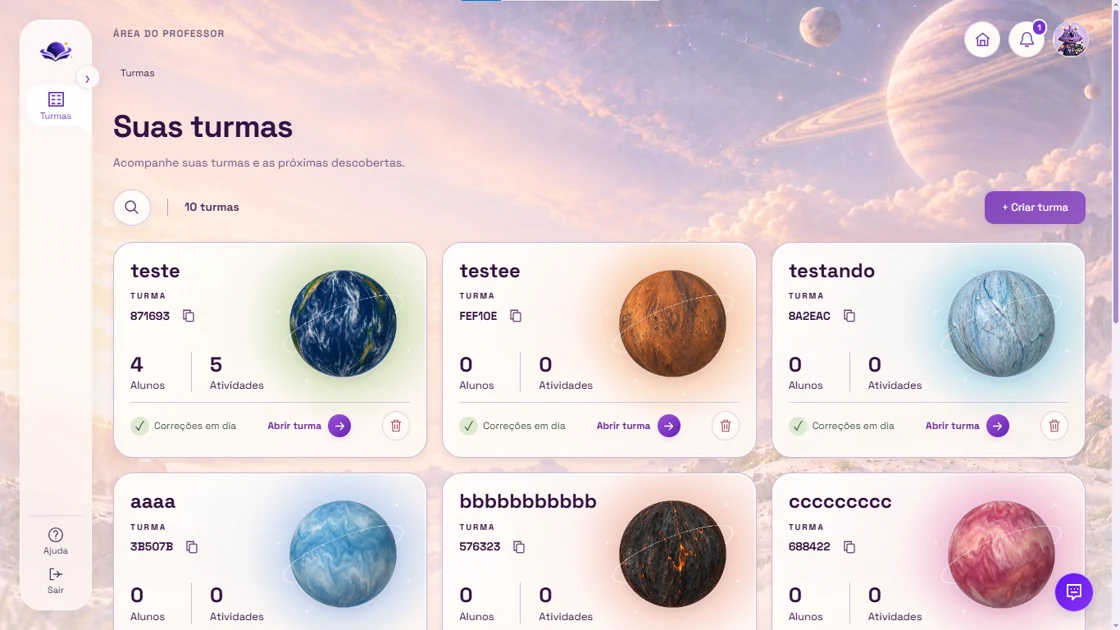 ÁREA DO PROFESSOR
1
Turmas
Turmas
Suas turmas
Acompanhe suas turmas e as próximas descobertas.
10 turmas
+ Criar turma
teste
TURMA
871693
4
Alunos
5
Atividades
Correções em dia
Abrir turma
testee
TURMA
FEF10E
0
Alunos
0
Atividades
Correções em dia
Abrir turma
testando
TURMA
8A2EAC
0
Alunos
0
Atividades
Correções em dia
Abrir turma
aaaa
TURMA
3B507B
0
Alunos
0
Atividades
bbbbbbbbbbb
TURMA
576323
0
Alunos
0
Atividades
ccccccccc
TURMA
688422
0
Alunos
0
Atividades
Ajuda
Sair